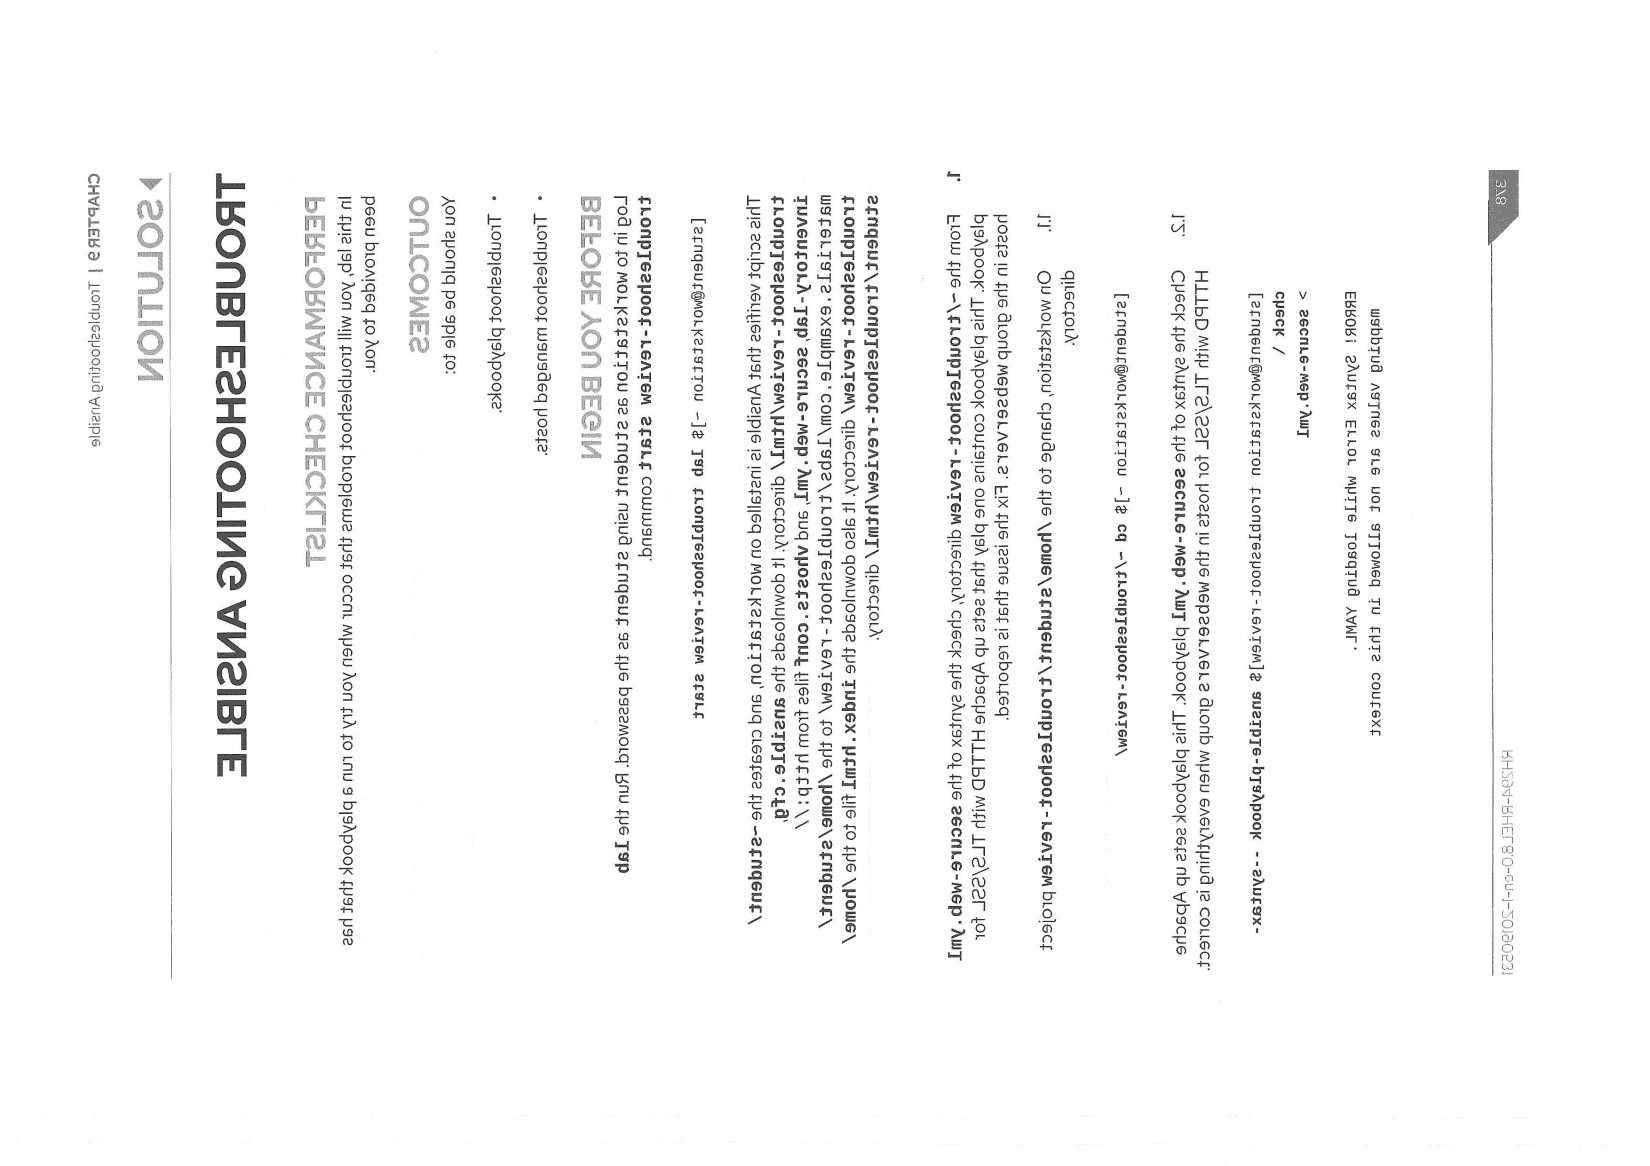 CHAPTER 9 | Troubleshooting Ansible
▶ SOLUTION
TROUBLESHOOTING ANSIBLE
PERFORMANCE CHECKLIST
In this lab, you will troubleshoot problems that occur when you try to run a playbook that has
been provided to you.
OUTCOMES
You should be able to:
• Troubleshoot playbooks.
• Troubleshoot managed hosts.
BEFORE YOU BEGIN
Log in to workstation as student using student as the password. Run the lab
troubleshoot-review start command.
[student@workstation ~]$ lab troubleshoot-review start
This script verifies that Ansible is installed on workstation, and creates the ~student/
troubleshoot-review/html/ directory. It downloads the ansible.cfg,
inventory-lab, secure-web.yml, and vhosts.conf files from http://
materials.example.com/labs/troubleshoot-review/ to the /home/student/
troubleshoot-review/ directory. It also downloads the index.html file to the /home/
student/troubleshoot-review/html/ directory.
1. From the ~/troubleshoot-review directory, check the syntax of the secure-web.yml
playbook. This playbook contains one play that sets up Apache HTTPD with TLS/SSL for
hosts in the group webservers. Fix the issue that is reported.
1.1. On workstation, change to the /home/student/troubleshoot-review project
directory.
[student@workstation ~]$ cd ~/troubleshoot-review/
1.2. Check the syntax of the secure-web.yml playbook. This playbook sets up Apache
HTTPD with TLS/SSL for hosts in the webservers group when everything is correct.
[student@workstation troubleshoot-review]$ ansible-playbook --syntax-
check /
> secure-web.yml
ERROR! Syntax Error while loading YAML.
mapping values are not allowed in this context
3\8
RH294-RHEL8.0-en-1-20190531